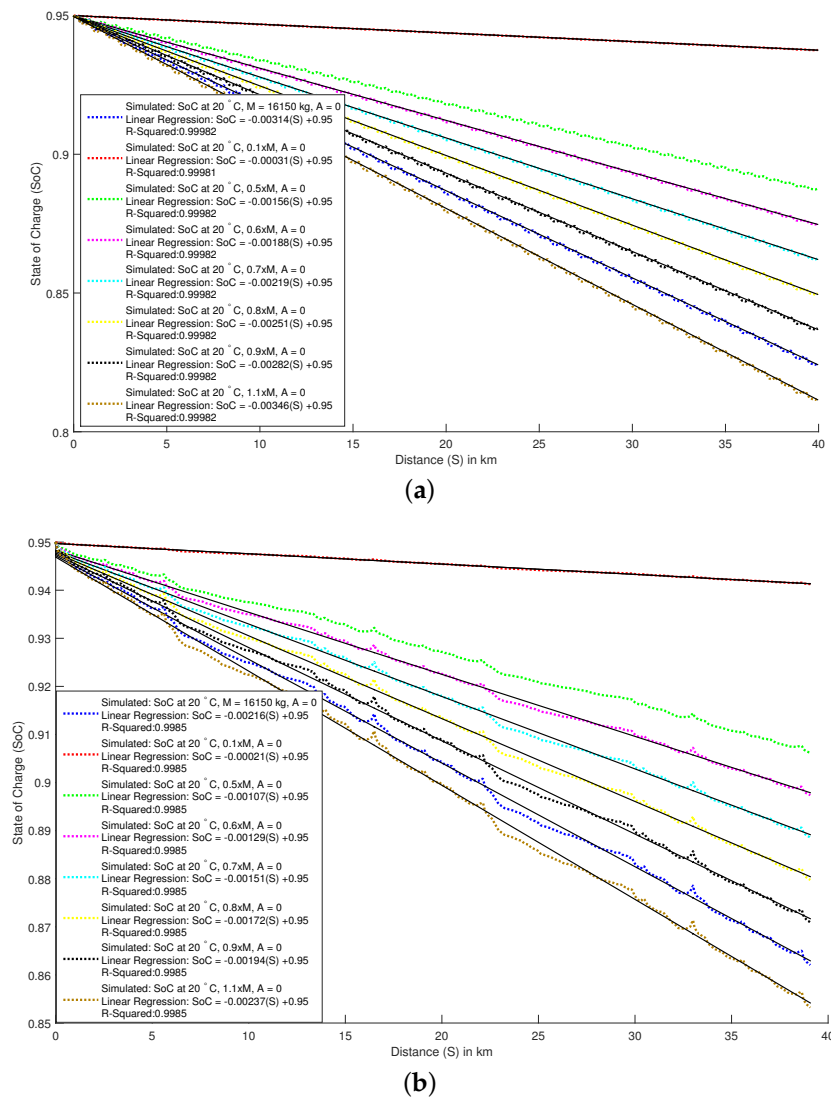 0.95
0.9
0.85
0.8
State of Charge (SoC)
Simulated: SoC at 20 °C, M = 16150 kg, A = 0
Linear Regression: SoC = -0.00314(S) +0.95
R-Squared:0.99982
Simulated: SoC at 20 °C, 0.1xM, A = 0
Linear Regression: SoC = -0.00031(S) +0.95
R-Squared:0.99981
Simulated: SoC at 20 °C, 0.5xM, A = 0
Linear Regression: SoC = -0.00156(S) +0.95
R-Squared:0.99982
Simulated: SoC at 20 °C, 0.6xM, A = 0
Linear Regression: SoC = -0.00188(S) +0.95
R-Squared:0.99982
Simulated: SoC at 20 °C, 0.7xM, A = 0
Linear Regression: SoC = -0.00219(S) +0.95
R-Squared:0.99982
Simulated: SoC at 20 °C, 0.8xM, A = 0
Linear Regression: SoC = -0.00251(S) +0.95
R-Squared:0.99982
Simulated: SoC at 20 °C, 0.9xM, A = 0
Linear Regression: SoC = -0.00282(S) +0.95
R-Squared:0.99982
Simulated: SoC at 20 °C, 1.1xM, A = 0
Linear Regression: SoC = -0.00346(S) +0.95
R-Squared:0.99982
0 5 10 15 20 25 30 35 40
Distance (S) in km
(a)
0.95
0.94
0.93
0.92
0.91
0.9
0.89
0.88
0.87
0.86
0.85
State of Charge (SoC)
Simulated: SoC at 20 °C, M = 16150 kg, A = 0
Linear Regression: SoC = -0.00216(S) +0.95
R-Squared:0.9985
Simulated: SoC at 20 °C, 0.1xM, A = 0
Linear Regression: SoC = -0.00021(S) +0.95
R-Squared:0.9985
Simulated: SoC at 20 °C, 0.5xM, A = 0
Linear Regression: SoC = -0.00107(S) +0.95
R-Squared:0.9985
Simulated: SoC at 20 °C, 0.6xM, A = 0
Linear Regression: SoC = -0.00129(S) +0.95
R-Squared:0.9985
Simulated: SoC at 20 °C, 0.7xM, A = 0
Linear Regression: SoC = -0.00151(S) +0.95
R-Squared:0.9985
Simulated: SoC at 20 °C, 0.8xM, A = 0
Linear Regression: SoC = -0.00172(S) +0.95
R-Squared:0.9985
Simulated: SoC at 20 °C, 0.9xM, A = 0
Linear Regression: SoC = -0.00194(S) +0.95
R-Squared:0.9985
Simulated: SoC at 20 °C, 1.1xM, A = 0
Linear Regression: SoC = -0.00237(S) +0.95
R-Squared:0.9985
0 5 10 15 20 25 30 35 40
Distance (S) in km
(b)